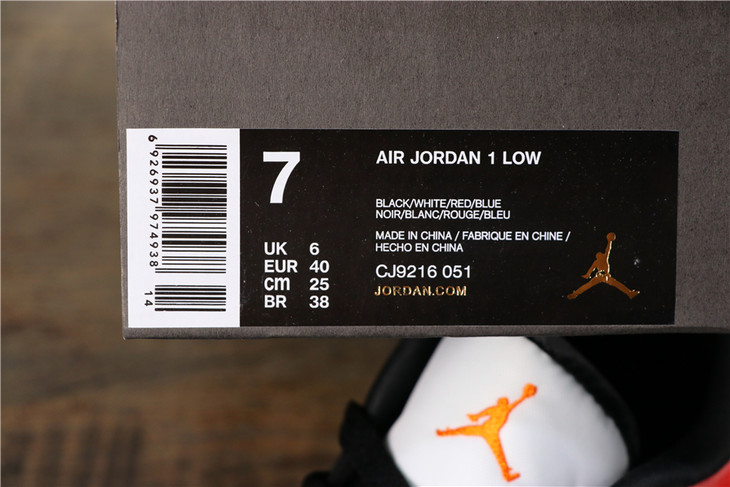 6 926937 974938
14
7
AIR JORDAN 1 LOW
BLACK/WHITE/RED/BLUE
NOIR/BLANC/ROUGE/BLEU
MADE IN CHINA / FABRIQUE EN CHINE /
HECHO EN CHINA
UK 6
EUR 40
cm 25
BR 38
CJ9216 051
JORDAN.COM